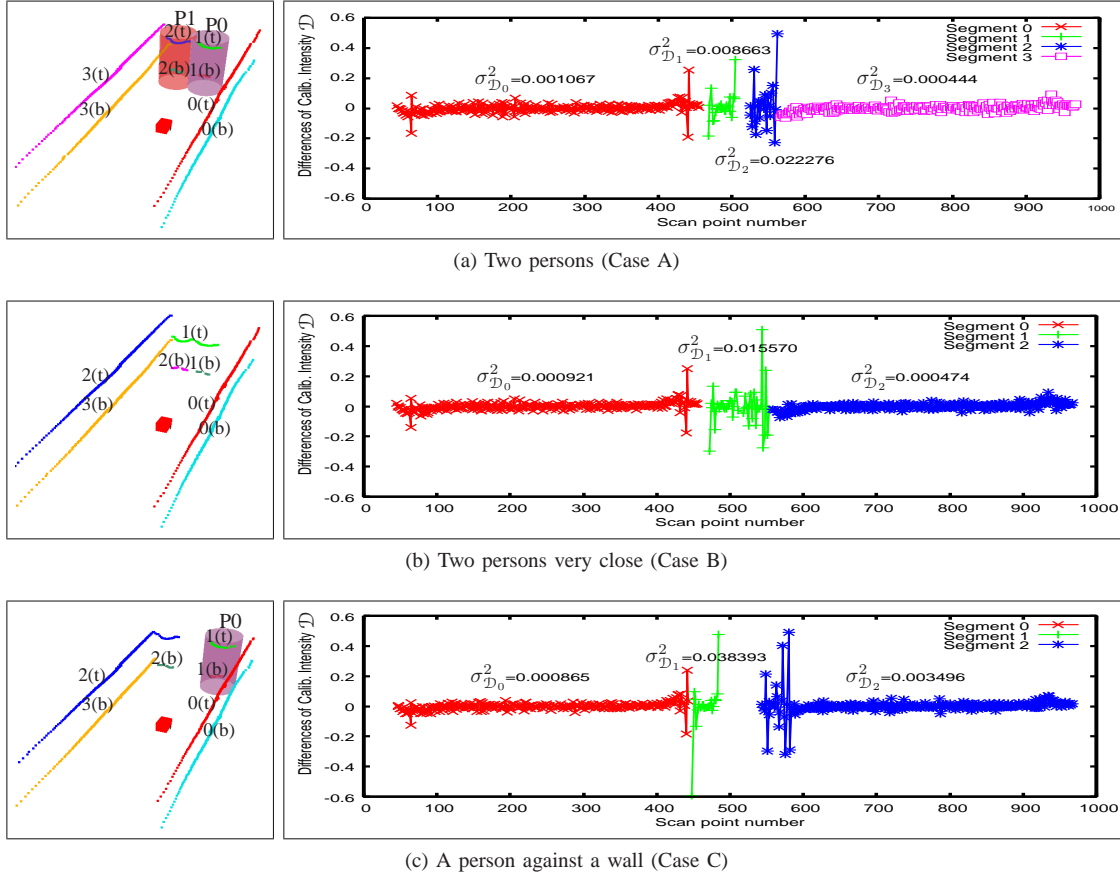 P1
P0
2(t)
1(t)
2(b)
1(b)
3(t)
3(b)
0(t)
0(b)
Differences of Calib. Intensity 𝒟
0.6
0.4
0.2
0
-0.2
-0.4
-0.6
σ²𝒟₀=0.001067
σ²𝒟₁=0.008663
σ²𝒟₂=0.022276
σ²𝒟₃=0.000444
Segment 0
Segment 1
Segment 2
Segment 3
0 100 200 300 400 500 600 700 800 900 1000
Scan point number
(a) Two persons (Case A)
1(t)
2(b)
1(b)
2(t)
3(b)
0(t)
0(b)
Differences of Calib. Intensity 𝒟
0.6
0.4
0.2
0
-0.2
-0.4
-0.6
σ²𝒟₀=0.000921
σ²𝒟₁=0.015570
σ²𝒟₂=0.000474
Segment 0
Segment 1
Segment 2
0 100 200 300 400 500 600 700 800 900 1000
Scan point number
(b) Two persons very close (Case B)
P0
1(t)
2(b)
1(b)
2(t)
3(b)
0(t)
0(b)
Differences of Calib. Intensity 𝒟
0.6
0.4
0.2
0
-0.2
-0.4
-0.6
σ²𝒟₀=0.000865
σ²𝒟₁=0.038393
σ²𝒟₂=0.003496
Segment 0
Segment 1
Segment 2
0 100 200 300 400 500 600 700 800 900 1000
Scan point number
(c) A person against a wall (Case C)